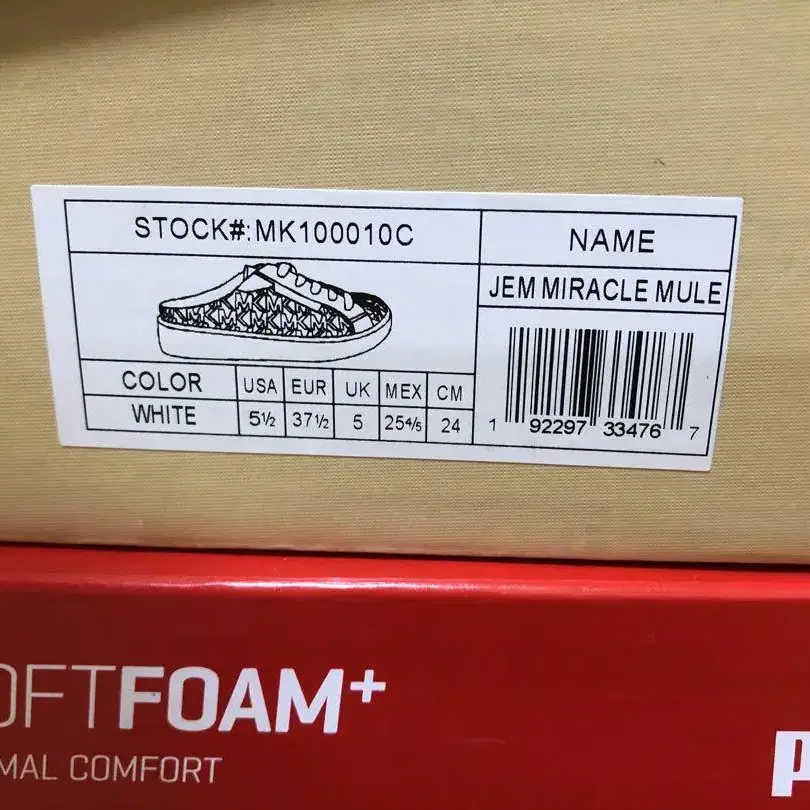 STOCK#:MK100010C
NAME
JEM MIRACLE MULE
COLOR USA EUR UK MEX CM
WHITE 5½ 37½ 5 25⅘ 24
1 92297 33476 7
OFTFOAM+
MAL COMFORT